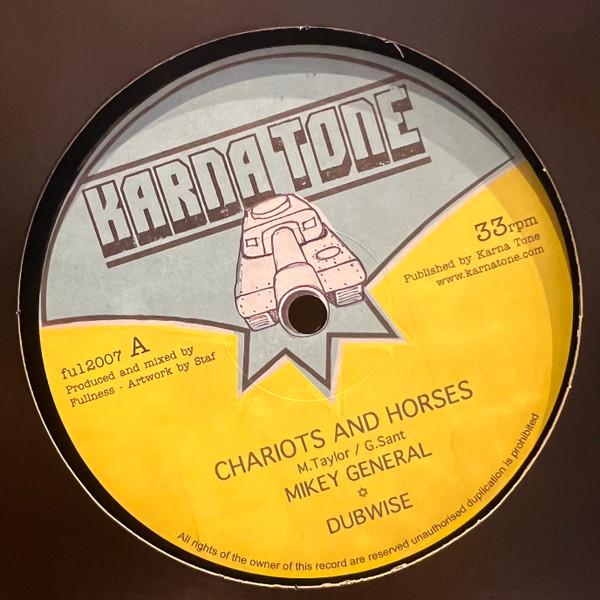 KARNATONE
33rpm
Published by Karna Tone
www.karnatone.com
ful2007 A
Produced and mixed by
Fullness - Artwork by Staf
CHARIOTS AND HORSES
M.Taylor / G.Sant
MIKEY GENERAL
✡
DUBWISE
All rights of the owner of this record are reserved unauthorised duplication is prohibited